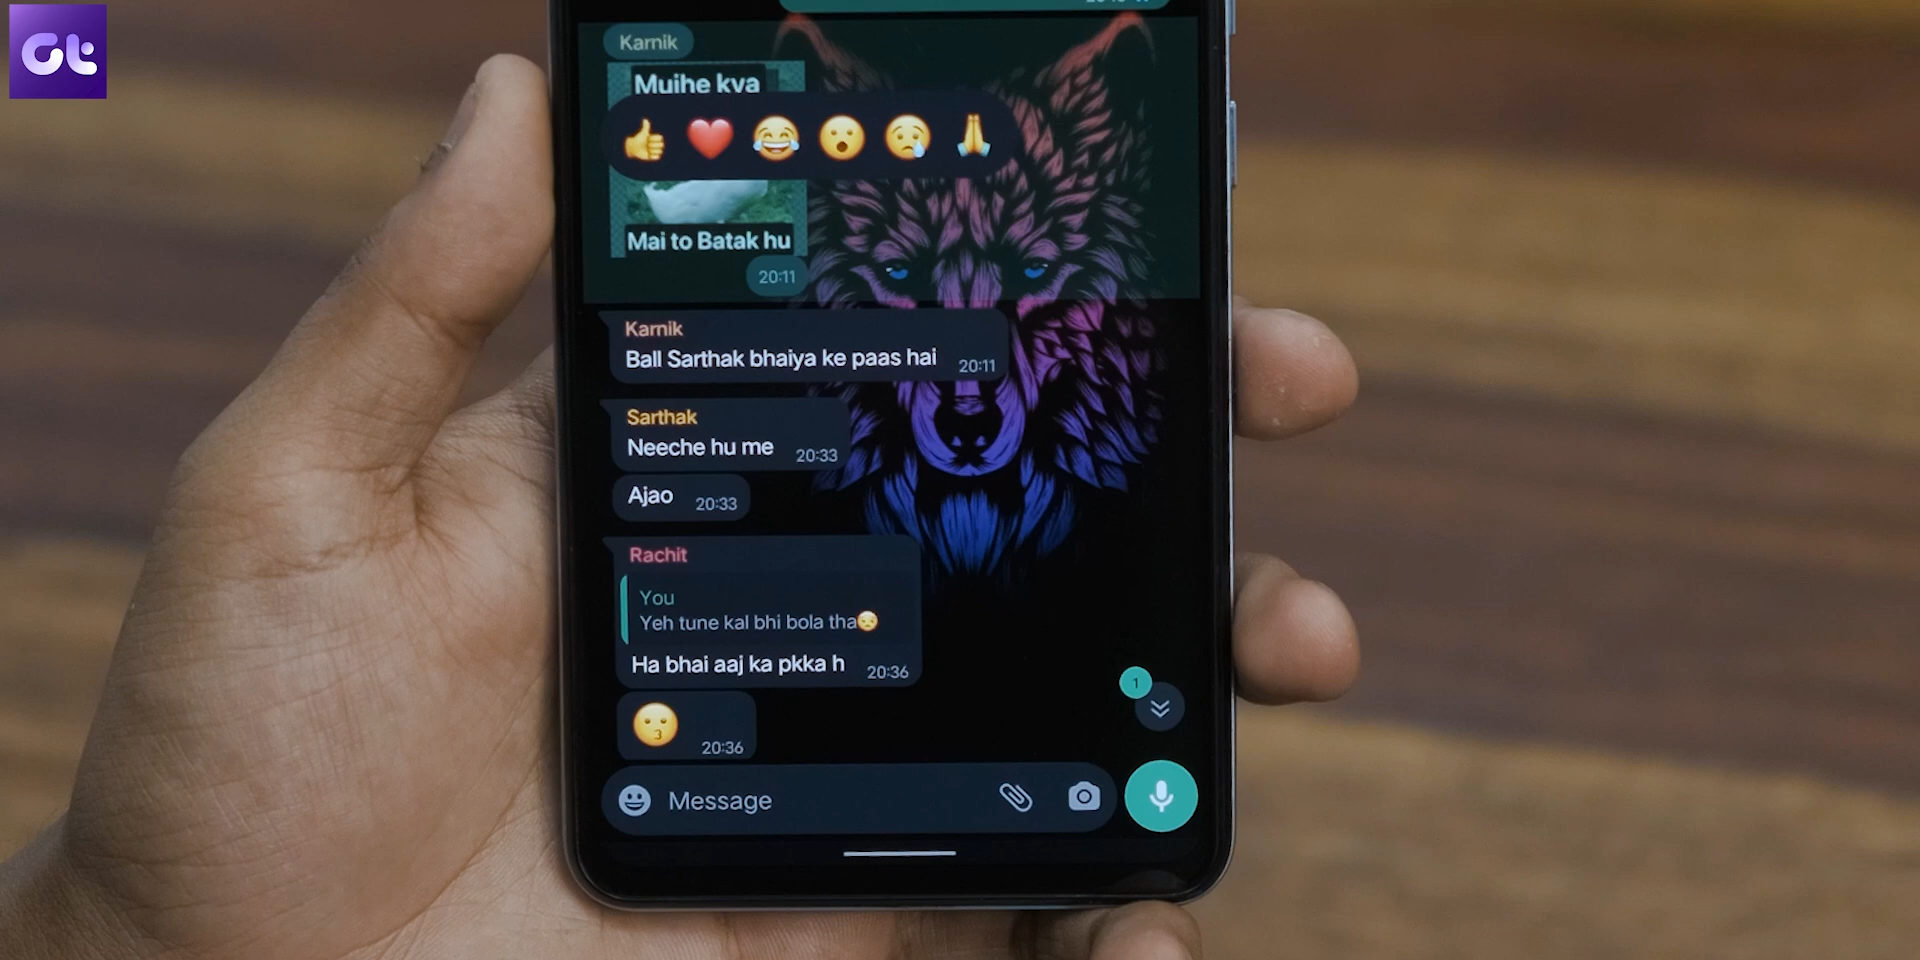 Gt
Karnik
Mujhe kya
Mai to Batak hu
20:11
Karnik
Ball Sarthak bhaiya ke paas hai 20:11
Sarthak
Neeche hu me 20:33
Ajao 20:33
Rachit
You
Yeh tune kal bhi bola tha😒
Ha bhai aaj ka pkka h 20:36
20:36
1
Message